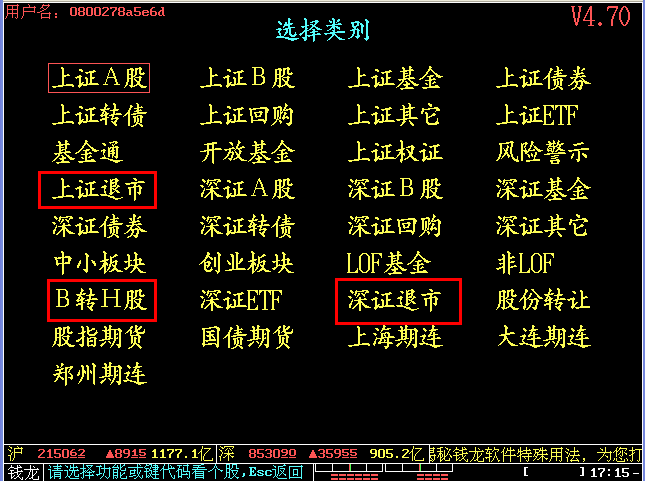 用户名: 0800278a5e6d V4.70
选择类别
上证A股 上证B股 上证基金 上证债券
上证转债 上证回购 上证其它 上证ETF
基金通 开放基金 上证权证 风险警示
上证退市 深证A股 深证B股 深证基金
深证债券 深证转债 深证回购 深证其它
中小板块 创业板块 LOF基金 非LOF
B转H股 深证ETF 深证退市 股份转让
股指期货 国债期货 上海期连 大连期连
郑州期连
沪 215062 ▲8915 1177.1亿 深 853090 ▲35955 905.2亿 秘钱龙软件特殊用法，为您打
钱龙 请选择功能或键代码看个股,Esc返回 [ ] 17:15